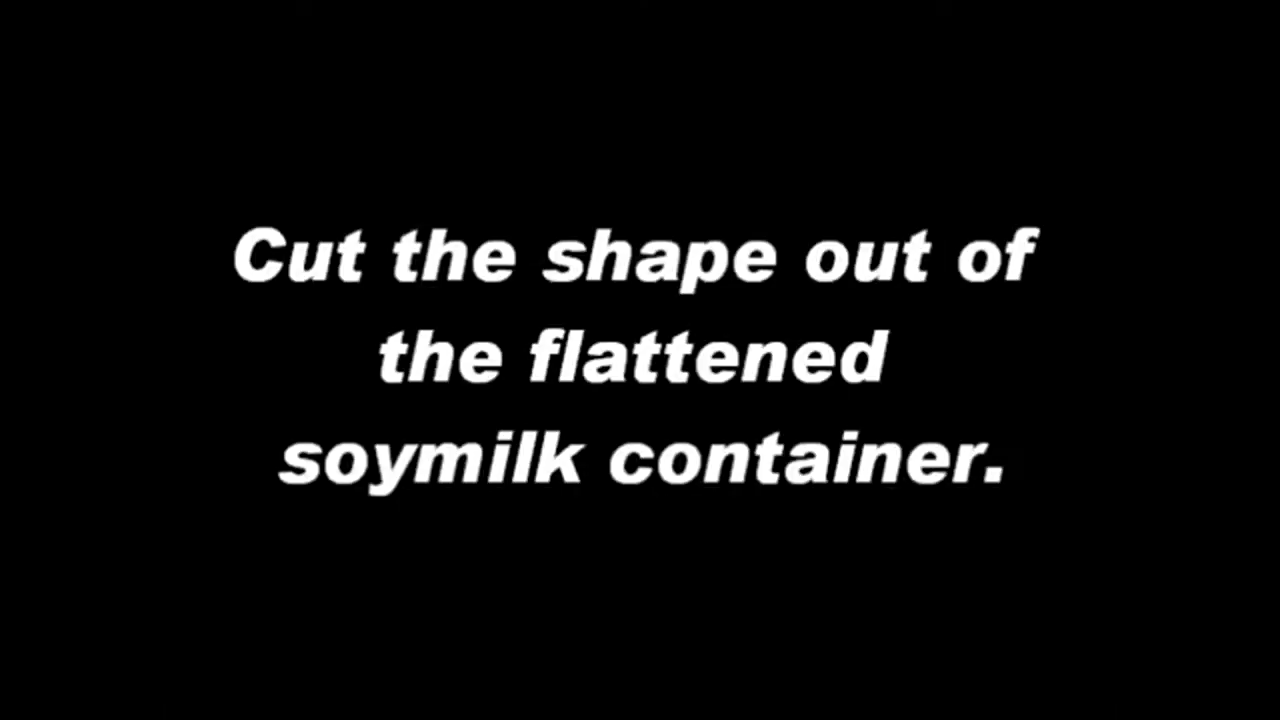 Cut the shape out of
the flattened
soymilk container.